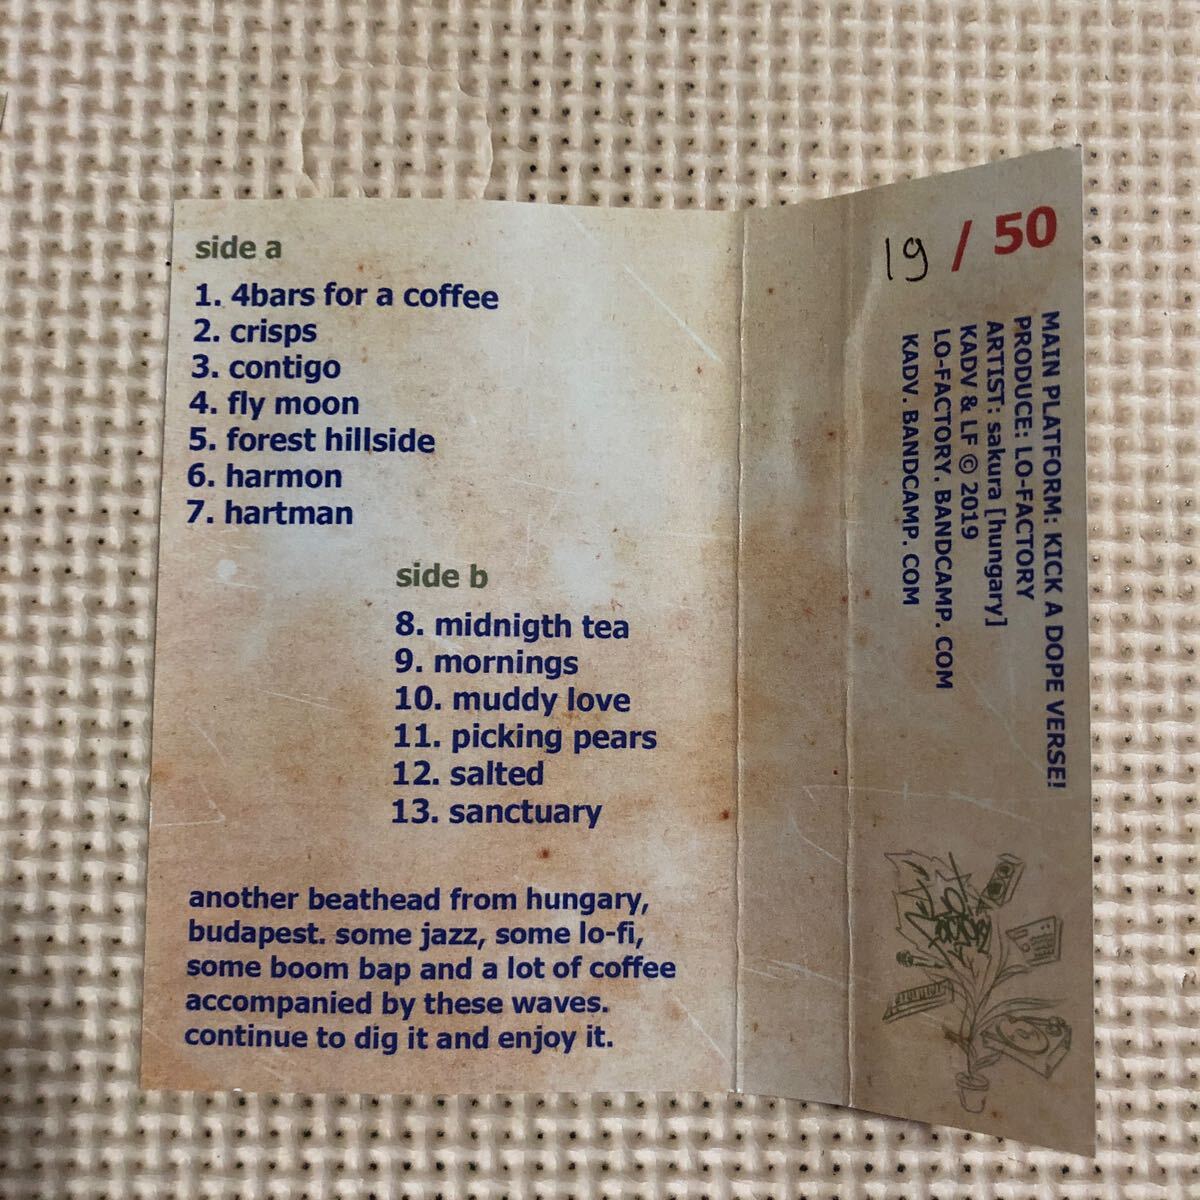 side a
1. 4bars for a coffee
2. crisps
3. contigo
4. fly moon
5. forest hillside
6. harmon
7. hartman
side b
8. midnigth tea
9. mornings
10. muddy love
11. picking pears
12. salted
13. sanctuary
another beathead from hungary,
budapest. some jazz, some lo-fi,
some boom bap and a lot of coffee
accompanied by these waves.
continue to dig it and enjoy it.
19 / 50
MAIN PLATFORM: KICK A DOPE VERSE!
PRODUCE: LO-FACTORY
ARTIST: sakura [hungary]
KADV & LF © 2019
LO-FACTORY. BANDCAMP. COM
KADV. BANDCAMP. COM